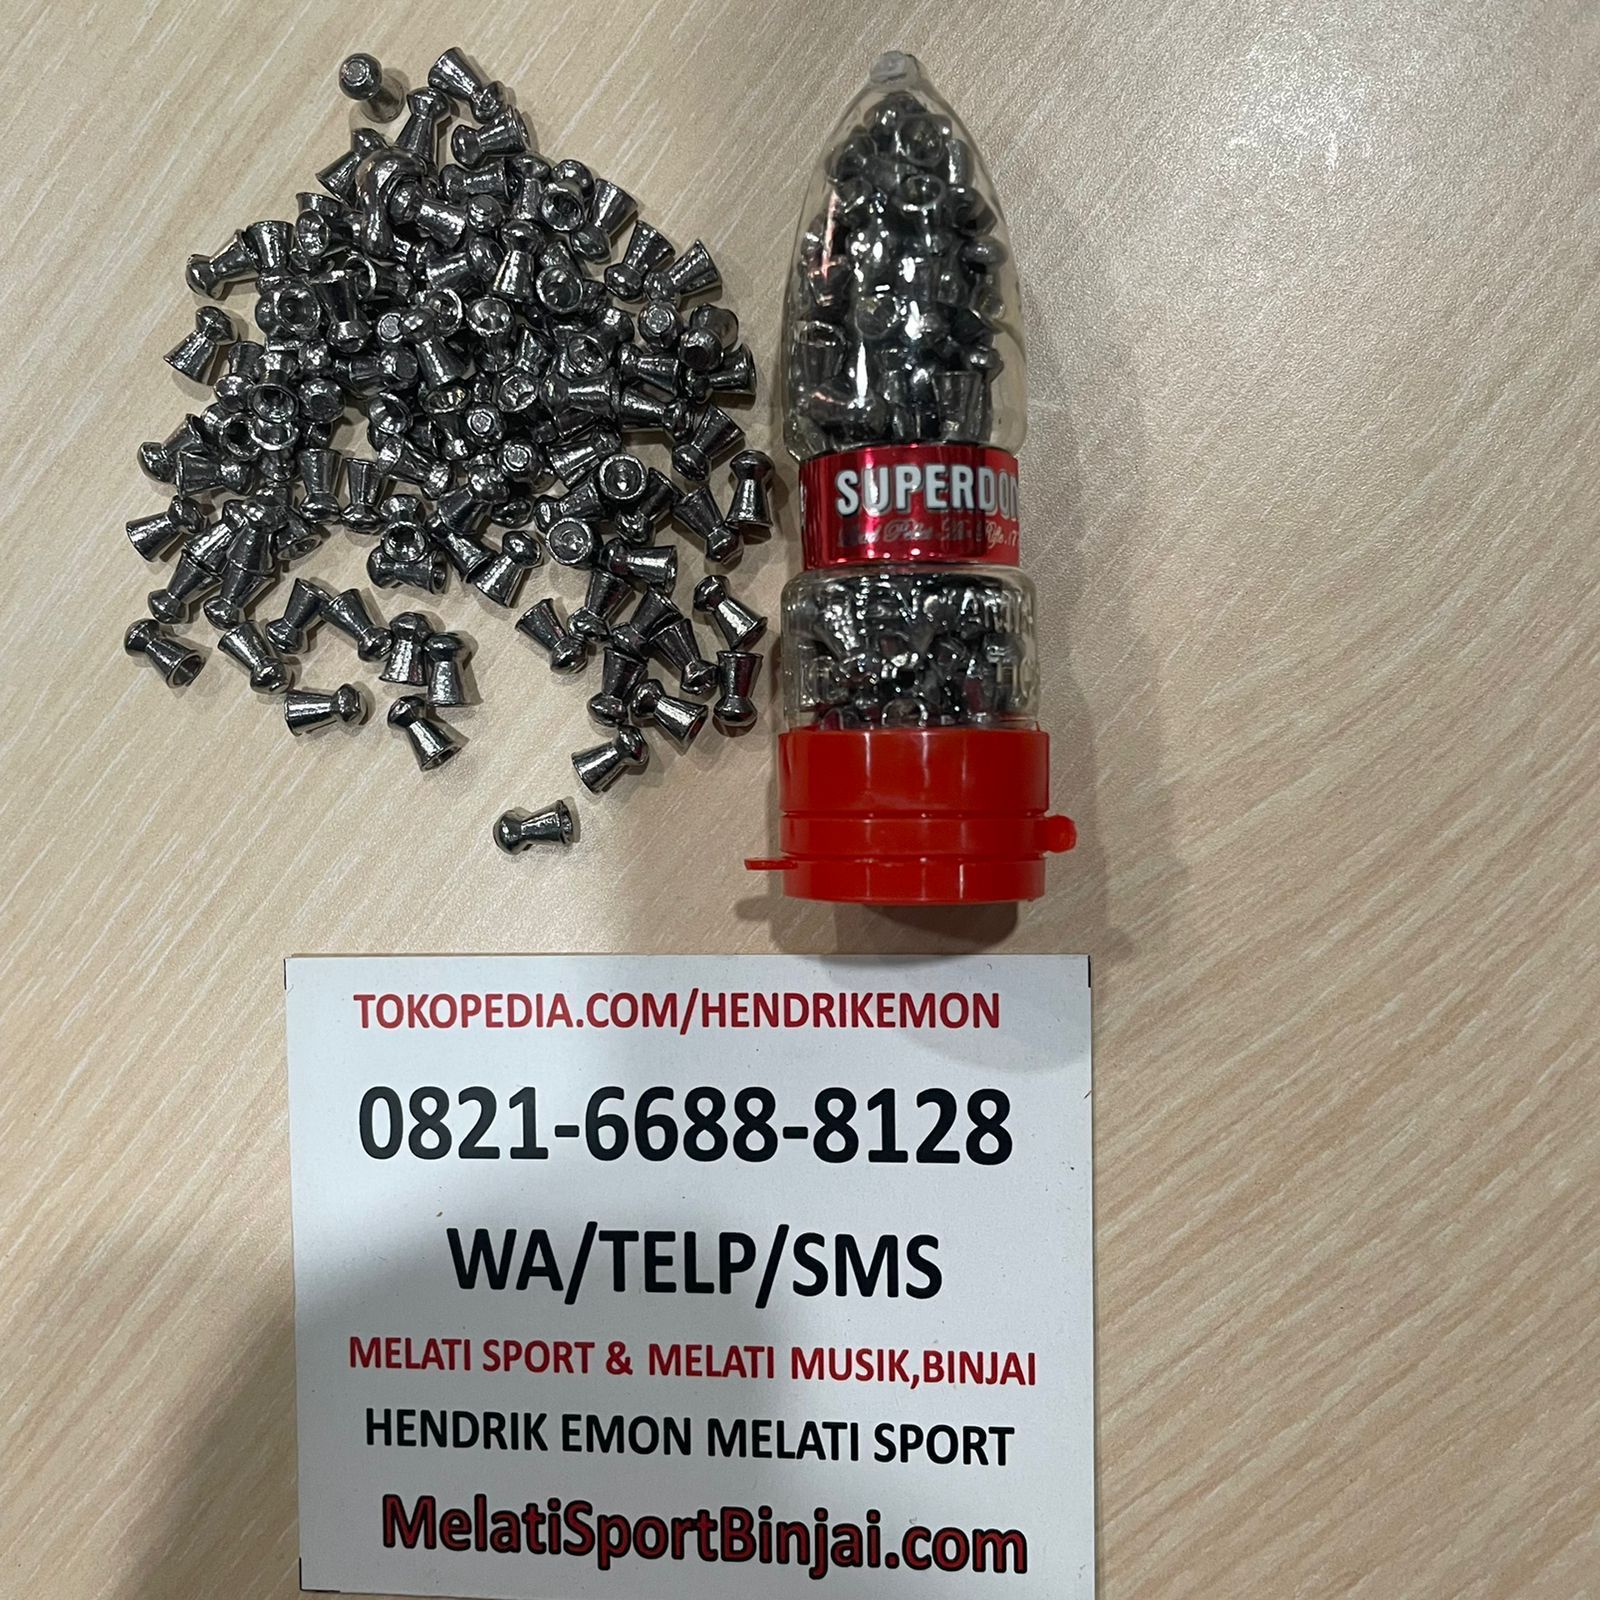 SUPERDO
TOKOPEDIA.COM/HENDRIKEMON
0821-6688-8128
WA/TELP/SMS
MELATI SPORT & MELATI MUSIK,BINJAI
HENDRIK EMON MELATI SPORT
MelatiSportBinjai.com